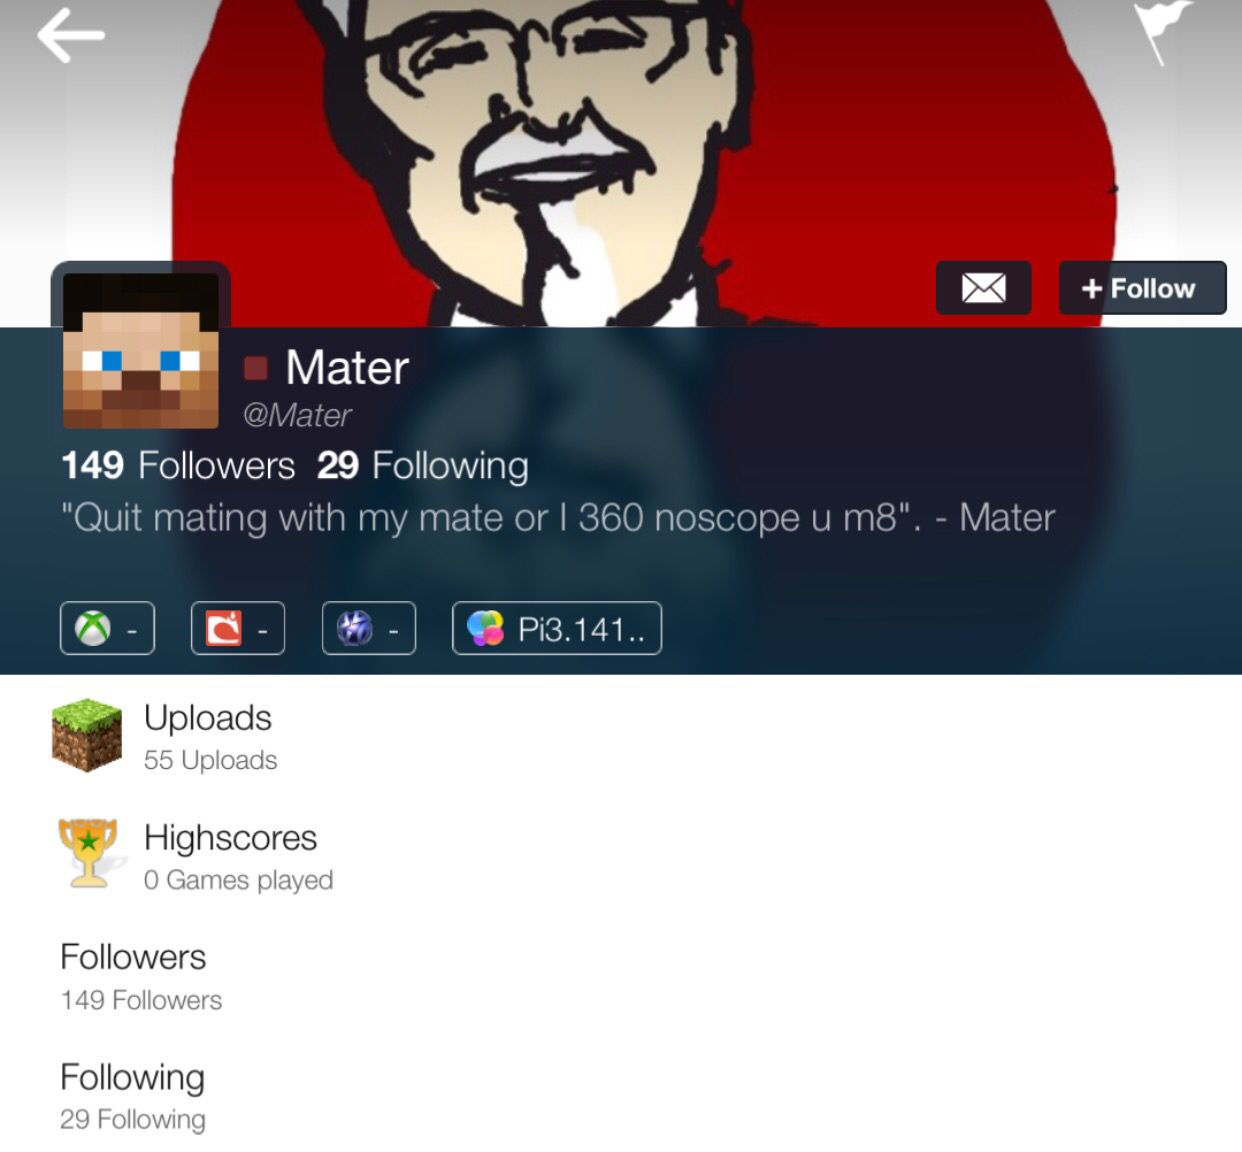 + Follow
Mater
@Mater
149 Followers 29 Following
"Quit mating with my mate or I 360 noscope u m8". - Mater
- - - Pi3.141..
Uploads
55 Uploads
Highscores
0 Games played
Followers
149 Followers
Following
29 Following